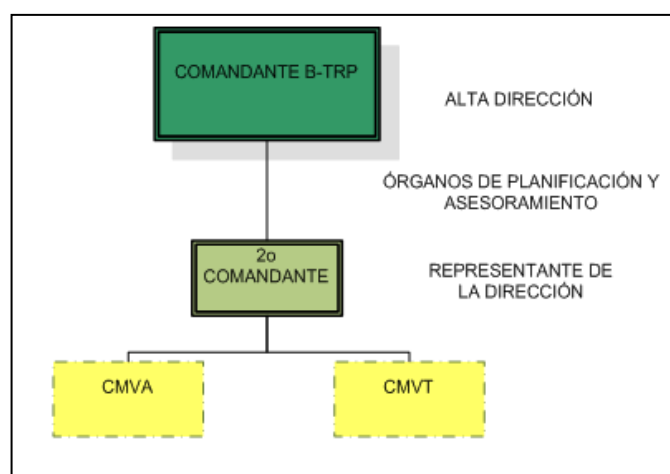 COMANDANTE B-TRP
ALTA DIRECCIÓN
ÓRGANOS DE PLANIFICACIÓN Y
ASESORAMIENTO
2o
COMANDANTE
REPRESENTANTE DE
LA DIRECCIÓN
CMVA
CMVT